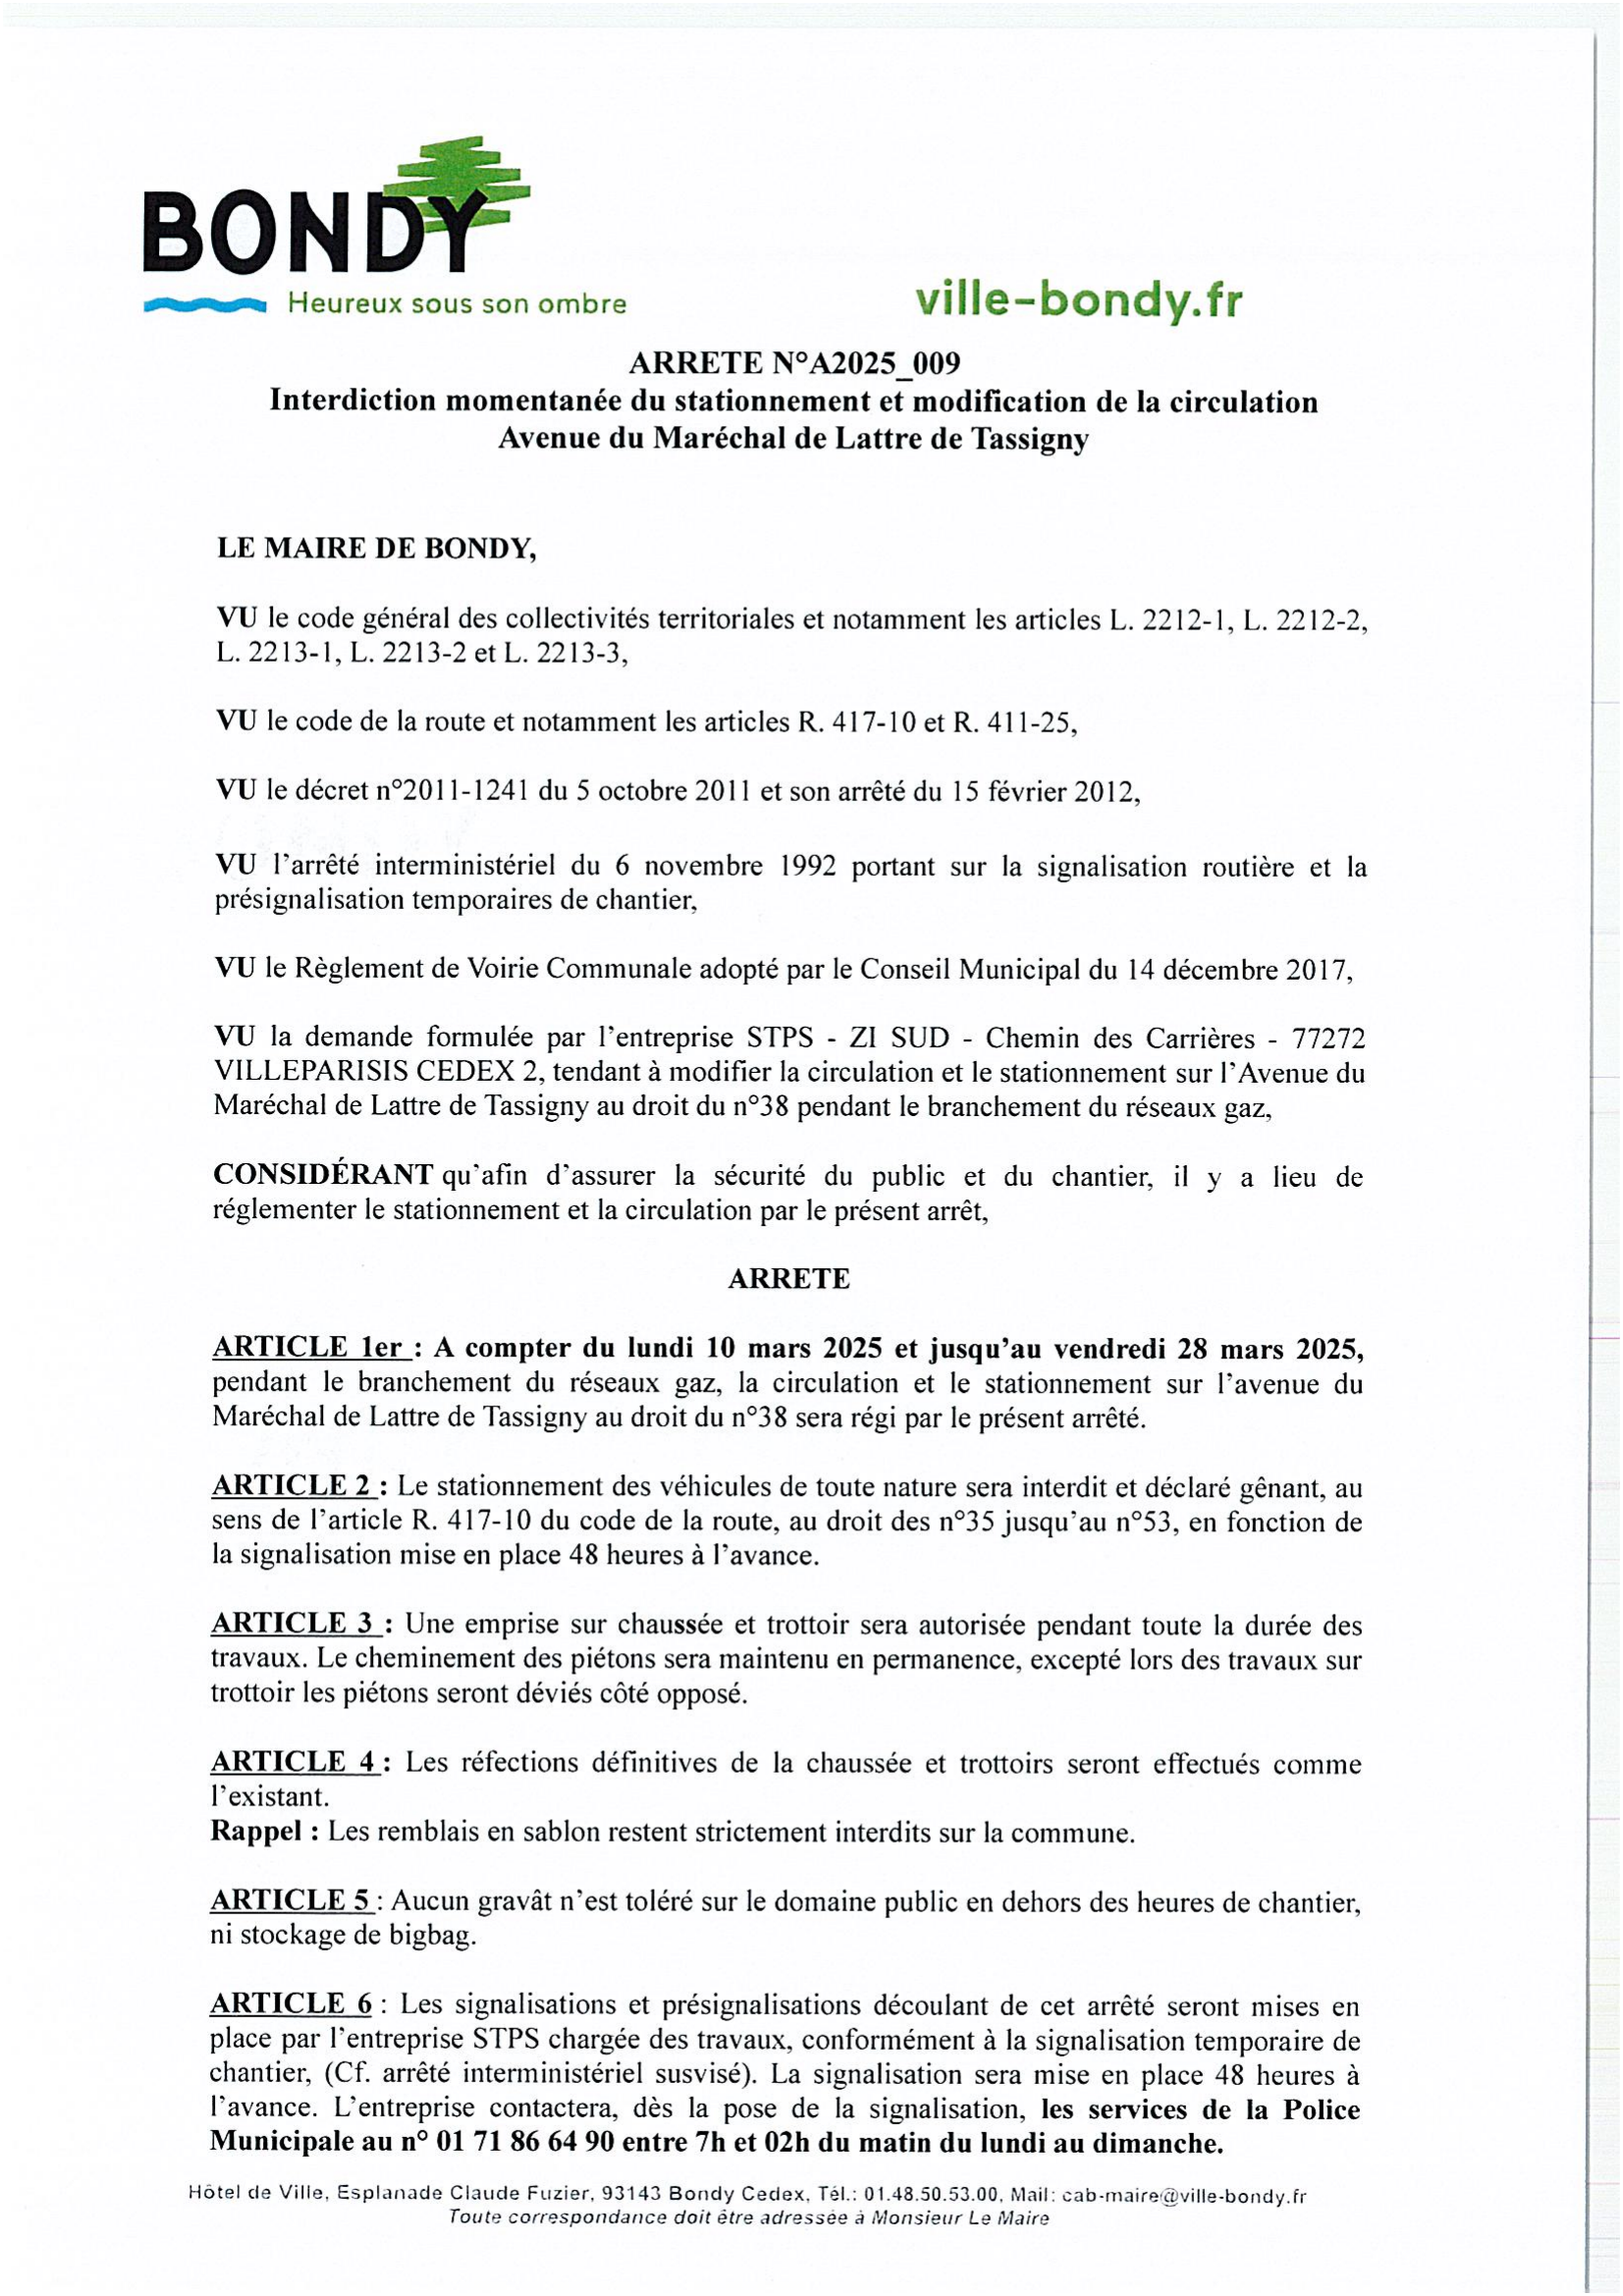 BONDY
Heureux sous son ombre
ville-bondy.fr
ARRETE N°A2025_009
Interdiction momentanée du stationnement et modification de la circulation
Avenue du Maréchal de Lattre de Tassigny
LE MAIRE DE BONDY,
VU le code général des collectivités territoriales et notamment les articles L. 2212-1, L. 2212-2,
L. 2213-1, L. 2213-2 et L. 2213-3,
VU le code de la route et notamment les articles R. 417-10 et R. 411-25,
VU le décret n°2011-1241 du 5 octobre 2011 et son arrêté du 15 février 2012,
VU l'arrêté interministériel du 6 novembre 1992 portant sur la signalisation routière et la
présignalisation temporaires de chantier,
VU le Règlement de Voirie Communale adopté par le Conseil Municipal du 14 décembre 2017,
VU la demande formulée par l'entreprise STPS - ZI SUD - Chemin des Carrières - 77272
VILLEPARISIS CEDEX 2, tendant à modifier la circulation et le stationnement sur l'Avenue du
Maréchal de Lattre de Tassigny au droit du n°38 pendant le branchement du réseaux gaz,
CONSIDÉRANT qu'afin d'assurer la sécurité du public et du chantier, il y a lieu de
réglementer le stationnement et la circulation par le présent arrêt,
ARRETE
ARTICLE 1er : A compter du lundi 10 mars 2025 et jusqu'au vendredi 28 mars 2025,
pendant le branchement du réseaux gaz, la circulation et le stationnement sur l'avenue du
Maréchal de Lattre de Tassigny au droit du n°38 sera régi par le présent arrêté.
ARTICLE 2 : Le stationnement des véhicules de toute nature sera interdit et déclaré gênant, au
sens de l'article R. 417-10 du code de la route, au droit des n°35 jusqu'au n°53, en fonction de
la signalisation mise en place 48 heures à l'avance.
ARTICLE 3 : Une emprise sur chaussée et trottoir sera autorisée pendant toute la durée des
travaux. Le cheminement des piétons sera maintenu en permanence, excepté lors des travaux sur
trottoir les piétons seront déviés côté opposé.
ARTICLE 4 : Les réfections définitives de la chaussée et trottoirs seront effectués comme
l'existant.
Rappel : Les remblais en sablon restent strictement interdits sur la commune.
ARTICLE 5 : Aucun gravât n'est toléré sur le domaine public en dehors des heures de chantier,
ni stockage de bigbag.
ARTICLE 6 : Les signalisations et présignalisations découlant de cet arrêté seront mises en
place par l'entreprise STPS chargée des travaux, conformément à la signalisation temporaire de
chantier, (Cf. arrêté interministériel susvisé). La signalisation sera mise en place 48 heures à
l'avance. L'entreprise contactera, dès la pose de la signalisation, les services de la Police
Municipale au n° 01 71 86 64 90 entre 7h et 02h du matin du lundi au dimanche.
Hôtel de Ville, Esplanade Claude Fuzier, 93143 Bondy Cedex, Tél.: 01.48.50.53.00, Mail: cab-maire@ville-bondy.fr
Toute correspondance doit être adressée à Monsieur Le Maire